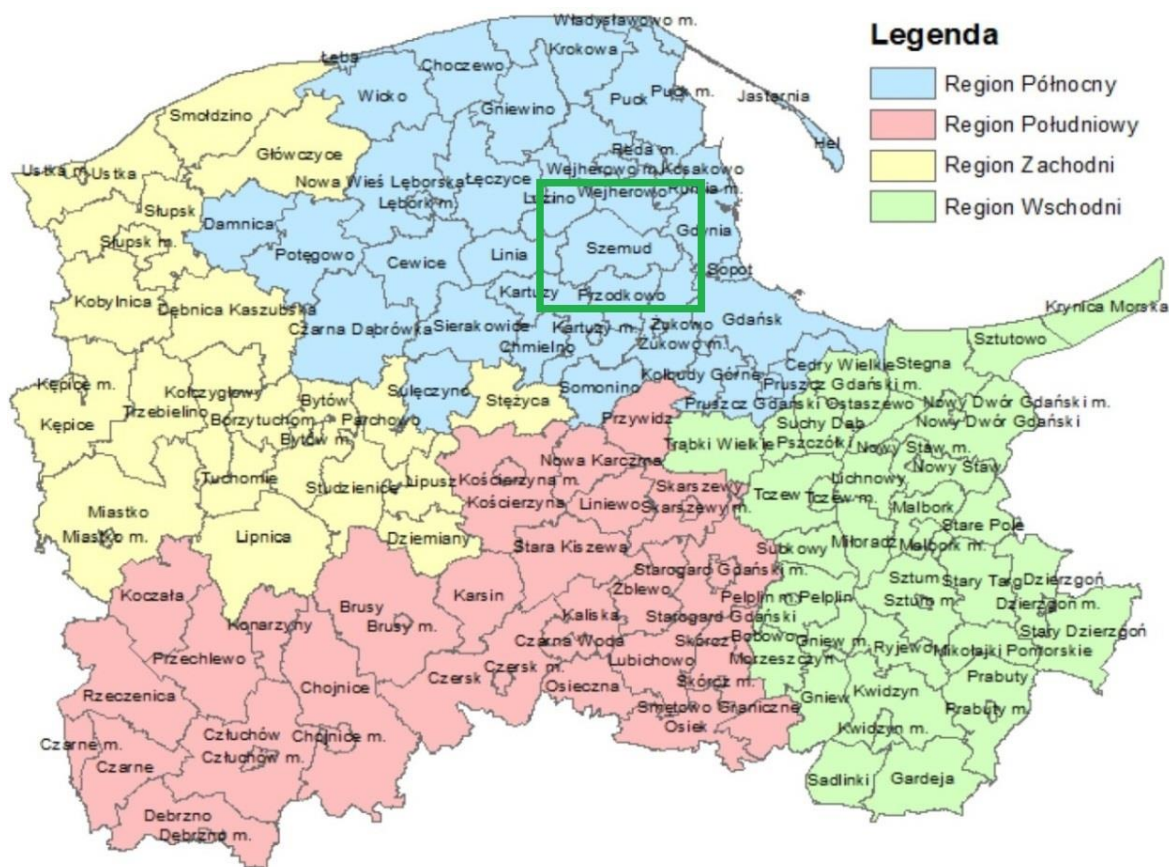 Władysławowo m.
Legenda
Krokowa
Łeba
Choczewo
Region Północny
Wicko
Gniewino
Puck
Puck m.
Jastarnia
Smołdzino
Region Południowy
Reda m.
Hel
Główczyce
Ustka m.
Ustka
Wejherowo m.
Kosakowo
Region Zachodni
Nowa Wieś Lęborska
Łęczyce
Wejherowo
Rumia m.
Słupsk
Lębork m.
Luzino
Region Wschodni
Damnica
Gdynia
Słupsk m.
Potęgowo
Cewice
Linia
Szemud
Sopot
Kobylnica
Dębnica Kaszubska
Kartuzy
Przodkowo
Krynica Morska
Czarna Dąbrówka
Sierakowice
Kartuzy m.
Żukowo
Gdańsk
Sztutowo
Chmielno
Żukowo m.
Kępice m.
Kołczygłowy
Sulęczyno
Somonino
Kolbudy Górne
Cedry Wielkie
Stegna
Trzebielino
Bytów
Stężyca
Pruszcz Gdański m.
Kępice
Borzytuchom
Parchowo
Przywidz
Pruszcz Gdański
Ostaszewo
Nowy Dwór Gdański m.
Bytów m.
Suchy Dąb
Nowy Dwór Gdański
Trąbki Wielkie
Pszczółki
Nowy Staw m.
Nowa Karczma
Nowy Staw
Tuchomie
Studzienice
Lipusz
Kościerzyna m.
Skarszewy
Tczew
Tczew m.
Lichnowy
Kościerzyna
Liniewo
Skarszewy m.
Malbork
Miastko
Stare Pole
Miastko m.
Lipnica
Dziemiany
Stara Kiszewa
Subkowy
Miłoradz
Malbork m.
Starogard Gdański m.
Koczała
Zblewo
Sztum
Stary Targ
Dzierzgoń
Brusy
Karsin
Pelplin m.
Pelplin
Sztum m.
Dzierzgoń m.
Konarzyny
Brusy m.
Kaliska
Starogard Gdański
Czarna Woda
Skórcz
Bobowo
Gniew m.
Ryjewo
Stary Dzierzgoń
Przechlewo
Czersk m.
Lubichowo
Morzeszczyn
Mikołajki Pomorskie
Rzeczenica
Chojnice
Czersk
Osieczna
Skórcz m.
Gniew
Kwidzyn
Prabuty
Smętowo Graniczne
Prabuty m.
Człuchów
Chojnice m.
Osiek
Kwidzyn m.
Czarne m.
Człuchów m.
Czarne
Sadlinki
Gardeja
Debrzno
Debrzno m.